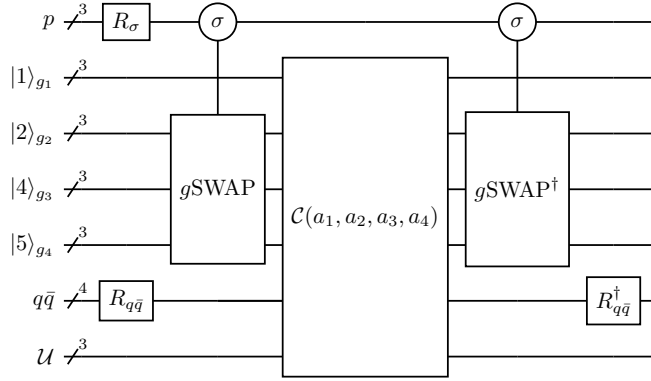 p 3 R_σ σ σ
|1⟩_{g_1} 3
|2⟩_{g_2} 3
|4⟩_{g_3} 3 gSWAP gSWAP^†
C(a_1, a_2, a_3, a_4)
|5⟩_{g_4} 3
qq̄ 4 R_{qq̄} R^†_{qq̄}
U 3